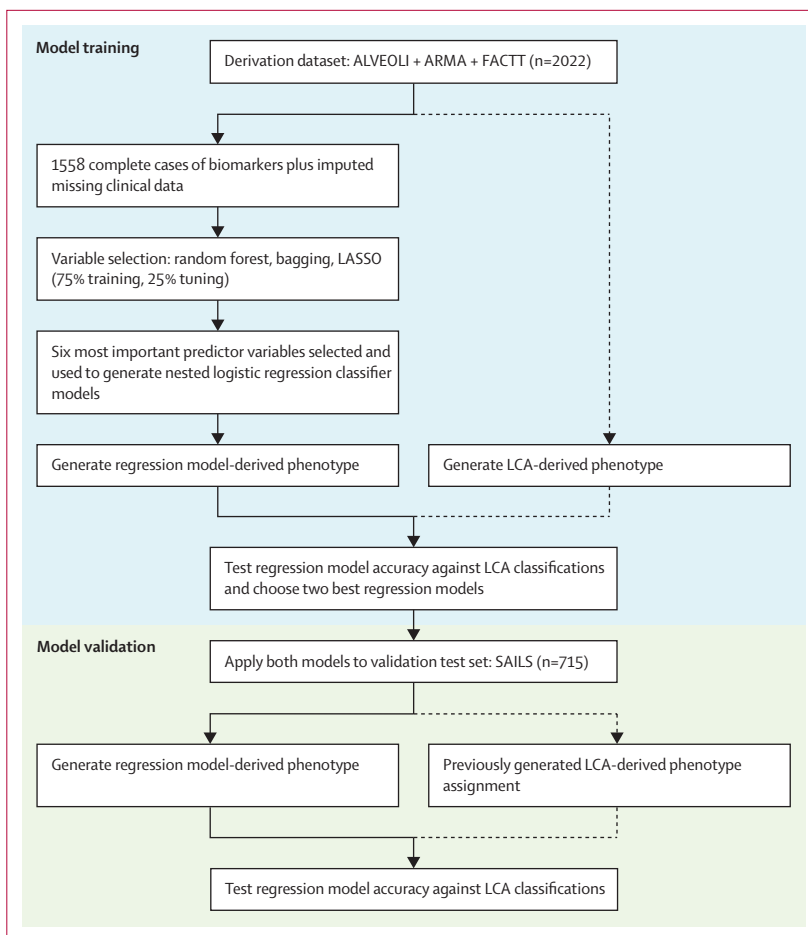 Model training
Derivation dataset: ALVEOLI + ARMA + FACTT (n=2022)
1558 complete cases of biomarkers plus imputed
missing clinical data
Variable selection: random forest, bagging, LASSO
(75% training, 25% tuning)
Six most important predictor variables selected and
used to generate nested logistic regression classifier
models
Generate regression model-derived phenotype
Generate LCA-derived phenotype
Test regression model accuracy against LCA classifications
and choose two best regression models
Model validation
Apply both models to validation test set: SAILS (n=715)
Generate regression model-derived phenotype
Previously generated LCA-derived phenotype
assignment
Test regression model accuracy against LCA classifications